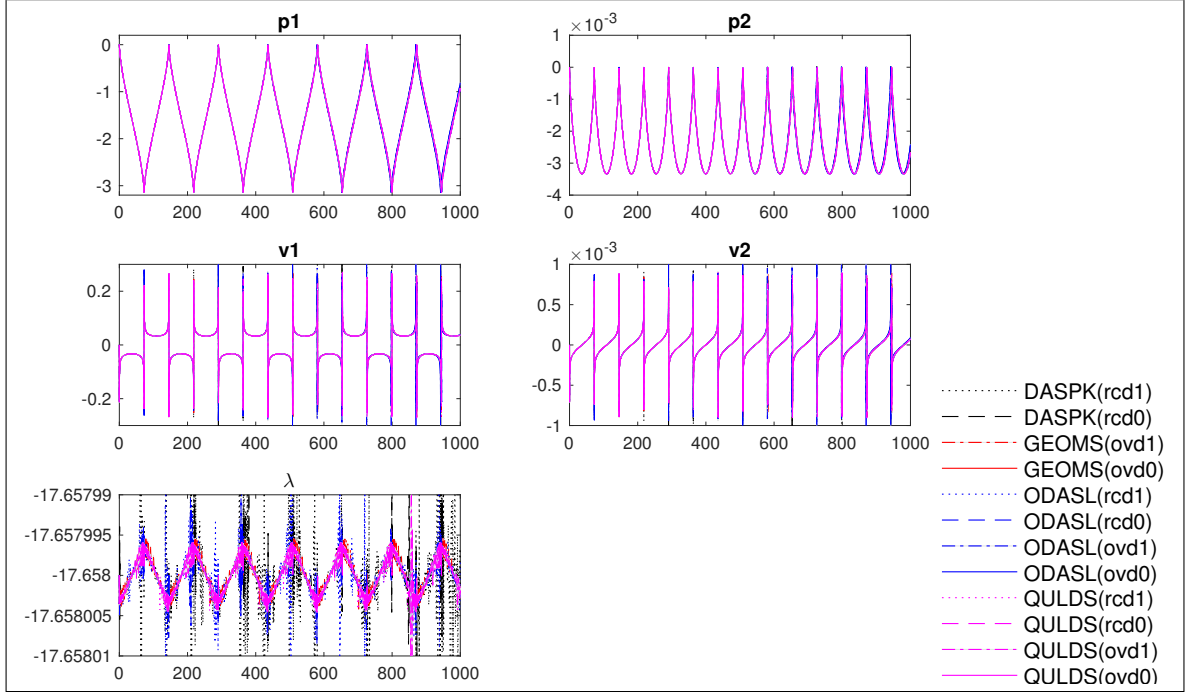 p1
0
-1
-2
-3
0 200 400 600 800 1000
p2
×10-3
1
0
-1
-2
-3
-4
0 200 400 600 800 1000
v1
0.2
0
-0.2
0 200 400 600 800 1000
v2
×10-3
1
0.5
0
-0.5
-1
0 200 400 600 800 1000
λ
-17.65799
-17.657995
-17.658
-17.658005
-17.65801
0 200 400 600 800 1000
DASPK(rcd1)
DASPK(rcd0)
GEOMS(ovd1)
GEOMS(ovd0)
ODASL(rcd1)
ODASL(rcd0)
ODASL(ovd1)
ODASL(ovd0)
QULDS(rcd1)
QULDS(rcd0)
QULDS(ovd1)
QULDS(ovd0)